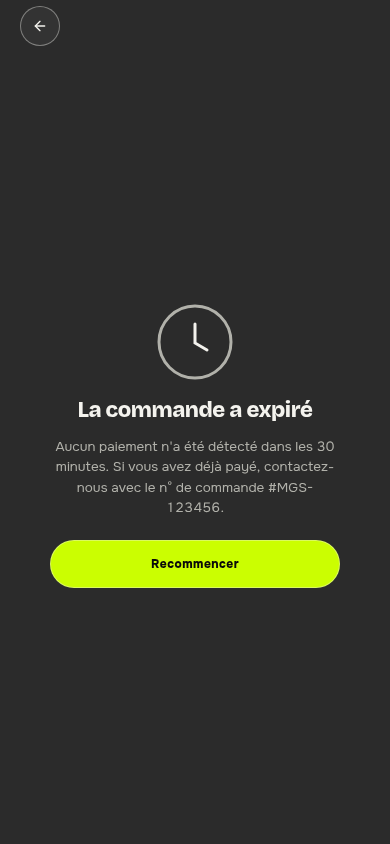 La commande a expiré
Aucun paiement n'a été détecté dans les 30
minutes. Si vous avez déjà payé, contactez-
nous avec le n° de commande #MGS-
123456.
Recommencer